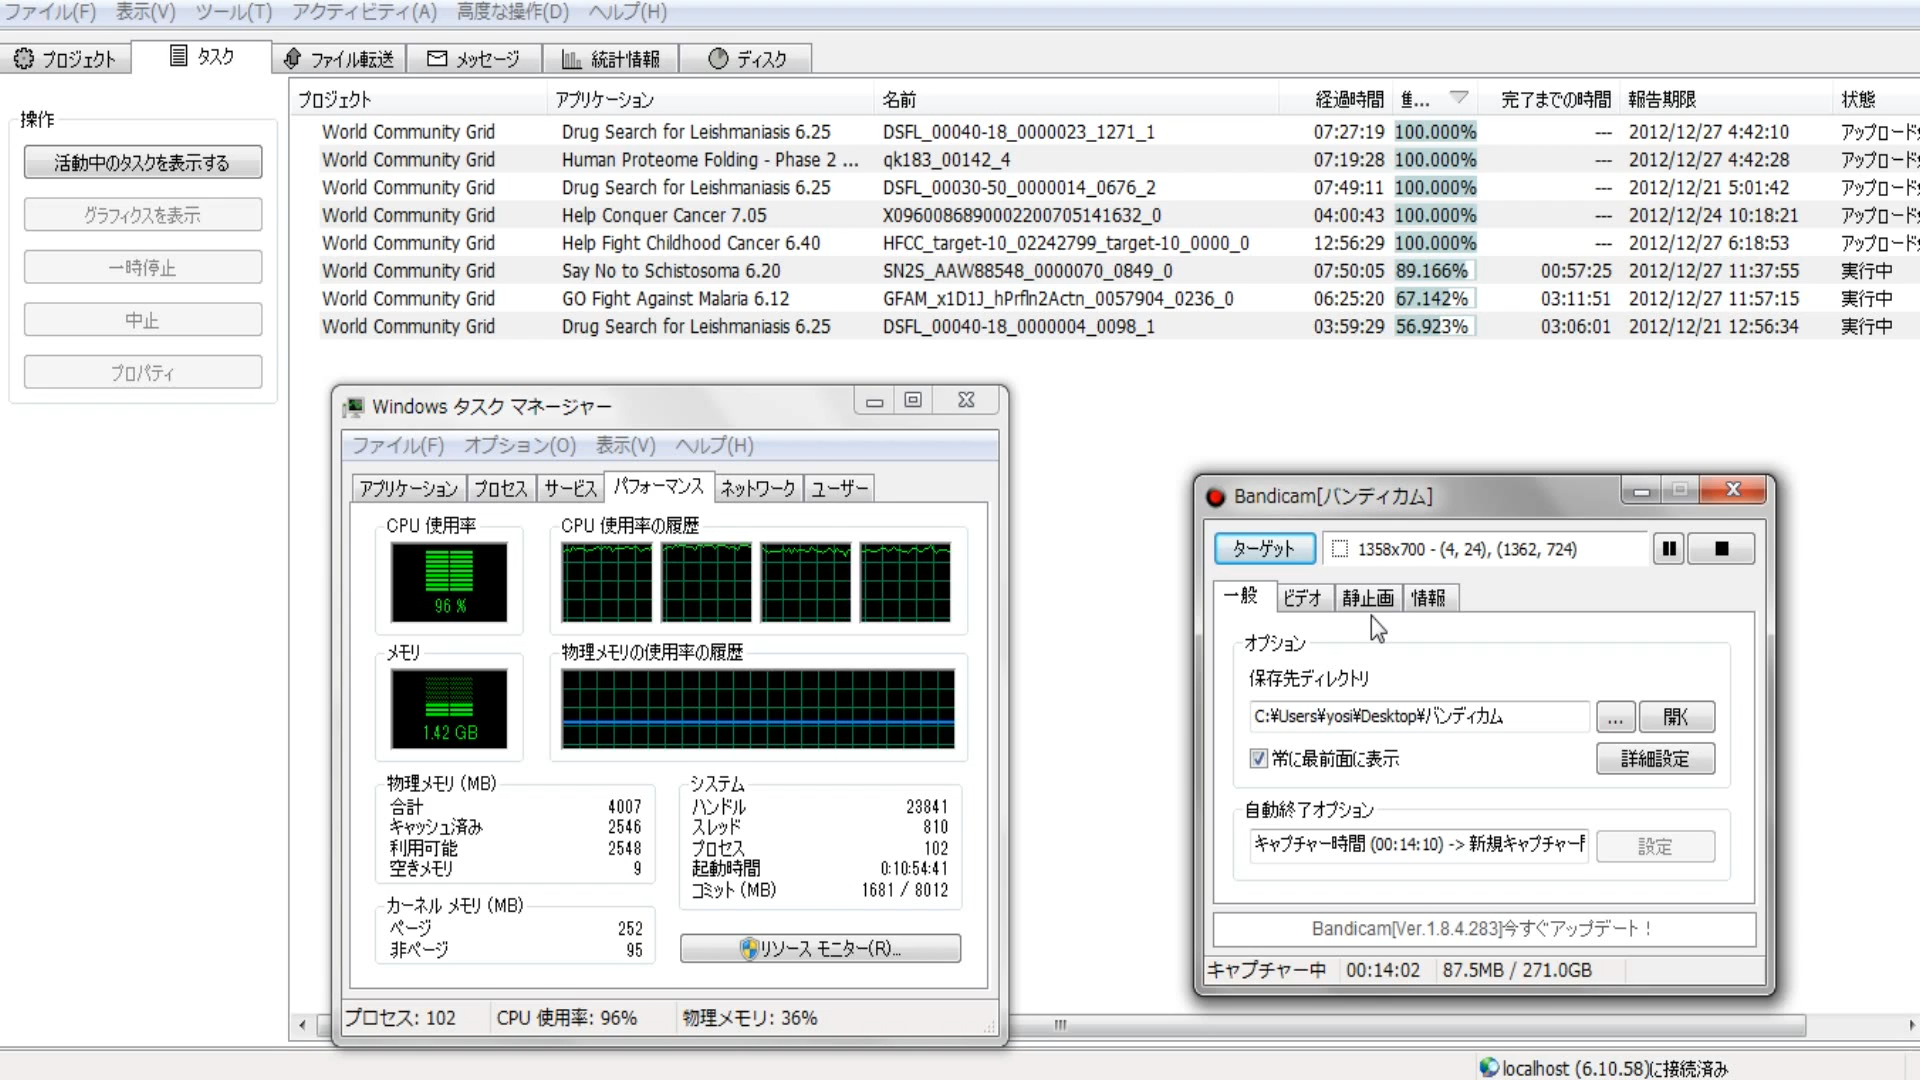 ファイル(F) 表示(V) ツール(T) アクティビティ(A) 高度な操作(D) ヘルプ(H)
プロジェクト タスク ファイル転送 メッセージ 統計情報 ディスク
操作
活動中のタスクを表示する
グラフィクスを表示
一時停止
中止
プロパティ
プロジェクト アプリケーション 名前 経過時間 進... 完了までの時間 報告期限 状態
World Community Grid Drug Search for Leishmaniasis 6.25 DSFL_00040-18_0000023_1271_1 07:27:19 100.000% --- 2012/12/27 4:42:10 アップロード
World Community Grid Human Proteome Folding - Phase 2 ... qk183_00142_4 07:19:28 100.000% --- 2012/12/27 4:42:28 アップロード
World Community Grid Drug Search for Leishmaniasis 6.25 DSFL_00030-50_0000014_0676_2 07:49:11 100.000% --- 2012/12/21 5:01:42 アップロード
World Community Grid Help Conquer Cancer 7.05 X0960086890002200705141632_0 04:00:43 100.000% --- 2012/12/24 10:18:21 アップロード
World Community Grid Help Fight Childhood Cancer 6.40 HFCC_target-10_02242799_target-10_0000_0 12:56:29 100.000% --- 2012/12/27 6:18:53 アップロード
World Community Grid Say No to Schistosoma 6.20 SN2S_AAW88548_0000070_0849_0 07:50:05 89.166% 00:57:25 2012/12/27 11:37:55 実行中
World Community Grid GO Fight Against Malaria 6.12 GFAM_x1D1J_hPrfln2Actn_0057904_0236_0 06:25:20 67.142% 03:11:51 2012/12/27 11:57:15 実行中
World Community Grid Drug Search for Leishmaniasis 6.25 DSFL_00040-18_0000004_0098_1 03:59:29 56.923% 03:06:01 2012/12/21 12:56:34 実行中
Windows タスク マネージャー
ファイル(F) オプション(O) 表示(V) ヘルプ(H)
アプリケーション プロセス サービス パフォーマンス ネットワーク ユーザー
CPU 使用率 CPU 使用率の履歴
96 %
メモリ 物理メモリの使用率の履歴
1.42 GB
物理メモリ (MB)
合計 4007
キャッシュ済み 2546
利用可能 2548
空きメモリ 9
カーネル メモリ (MB)
ページ 252
非ページ 95
システム
ハンドル 23841
スレッド 810
プロセス 102
起動時間 0:10:54:41
コミット (MB) 1681 / 8012
リソース モニター(R)...
プロセス: 102 CPU 使用率: 96% 物理メモリ: 36%
Bandicam[バンディカム]
ターゲット 1358x700 - (4, 24), (1362, 724)
一般 ビデオ 静止画 情報
オプション
保存先ディレクトリ
C:¥Users¥yosi¥Desktop¥バンディカム ... 開く
常に最前面に表示 詳細設定
自動終了オプション
キャプチャー時間 (00:14:10) -> 新規キャプチャー 設定
Bandicam[Ver.1.8.4.283]今すぐアップデート！
キャプチャー中 00:14:02 87.5MB / 271.0GB
localhost (6.10.58)に接続済み